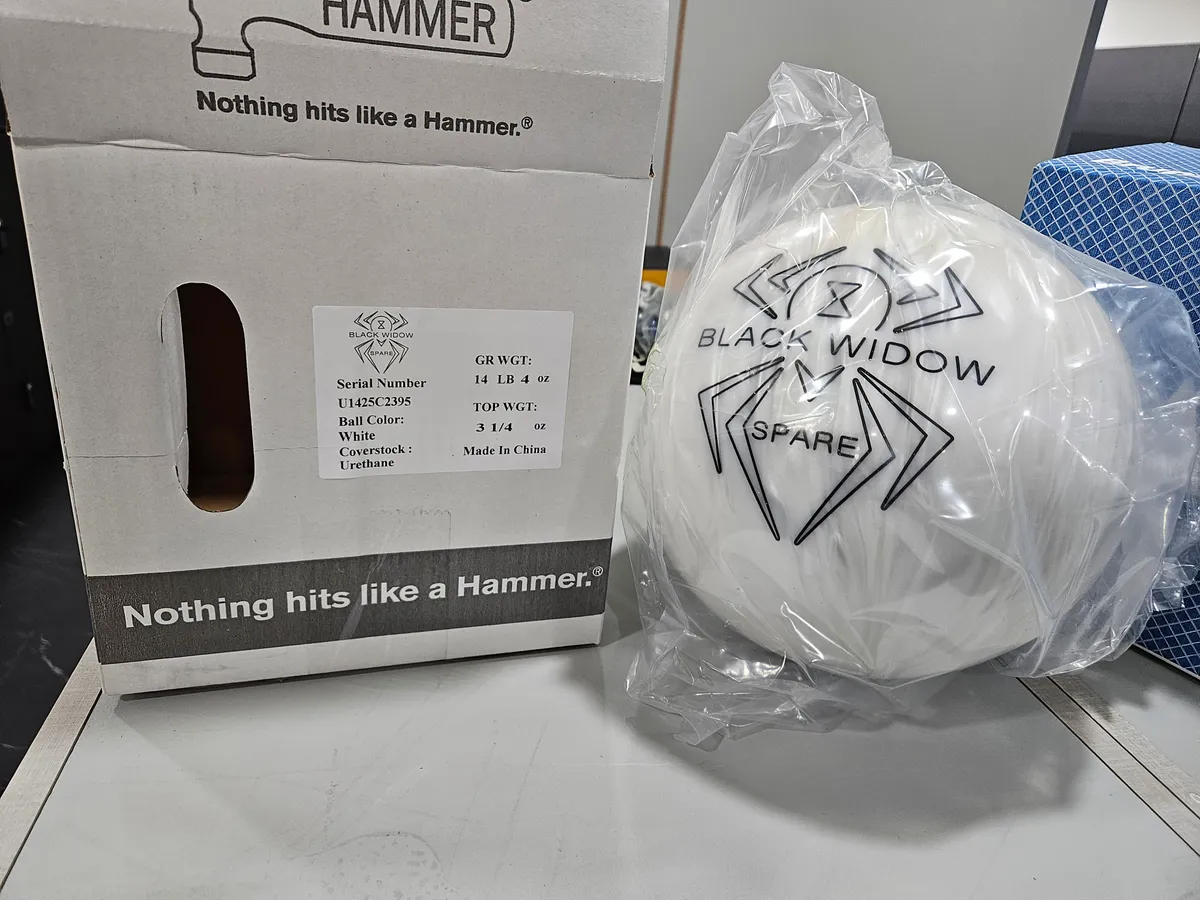 HAMMER
Nothing hits like a Hammer.®
BLACK WIDOW
SPARE
Serial Number
U1425C2395
Ball Color:
White
Coverstock :
Urethane
GR WGT:
14 LB 4 oz
TOP WGT:
3 1/4 oz
Made In China
Nothing hits like a Hammer.®
BLACK WIDOW
SPARE